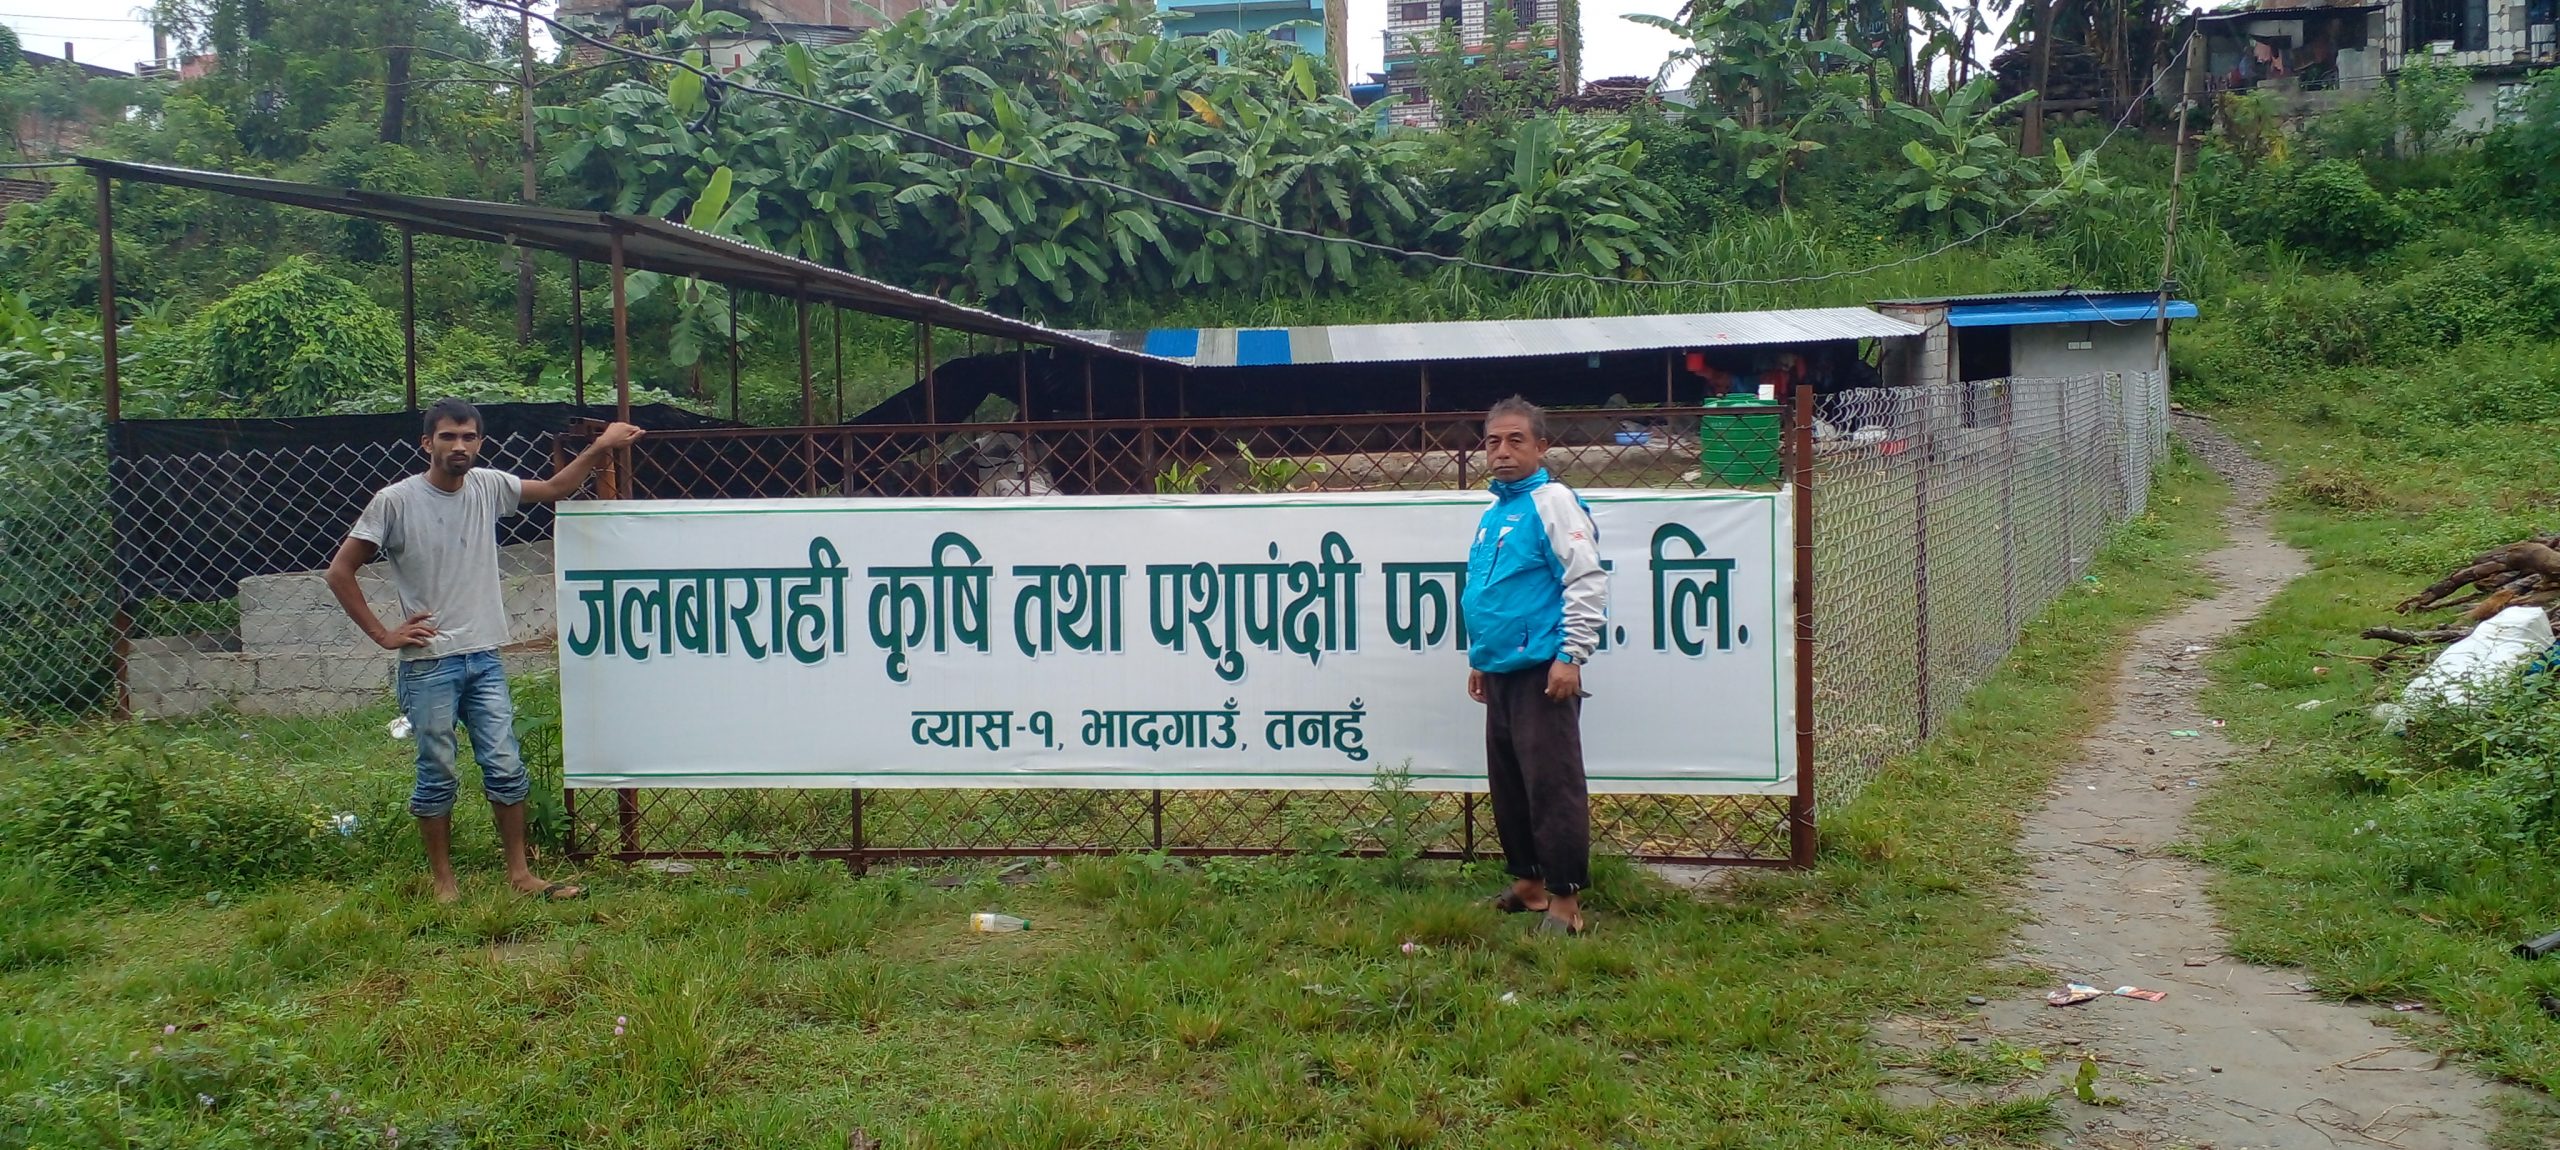 जलबाराही कृषि तथा पशुपंक्षी लि.
व्यास-१, भादगाउँ, तनहुँ